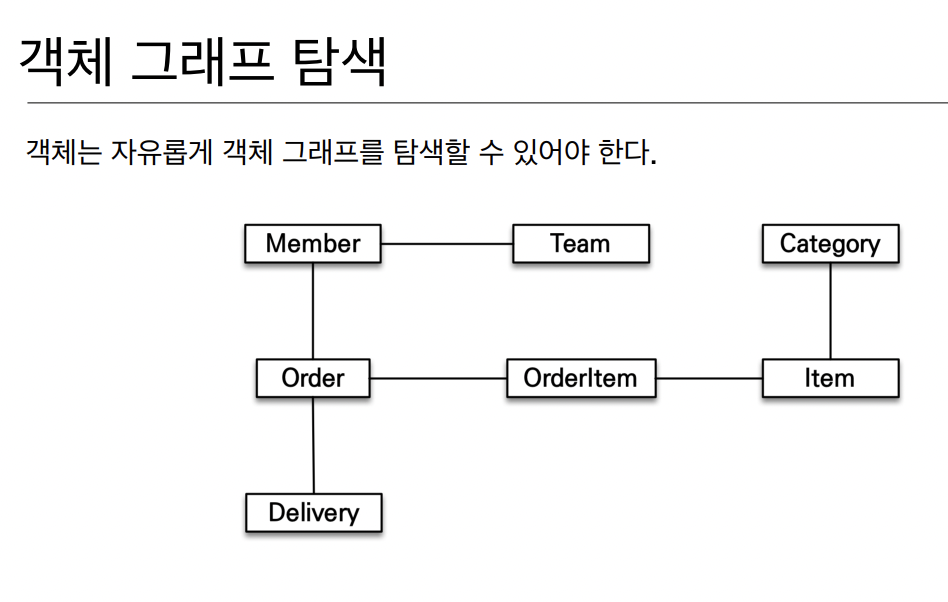 객체 그래프 탐색
객체는 자유롭게 객체 그래프를 탐색할 수 있어야 한다.
Member Team Category
Order OrderItem Item
Delivery